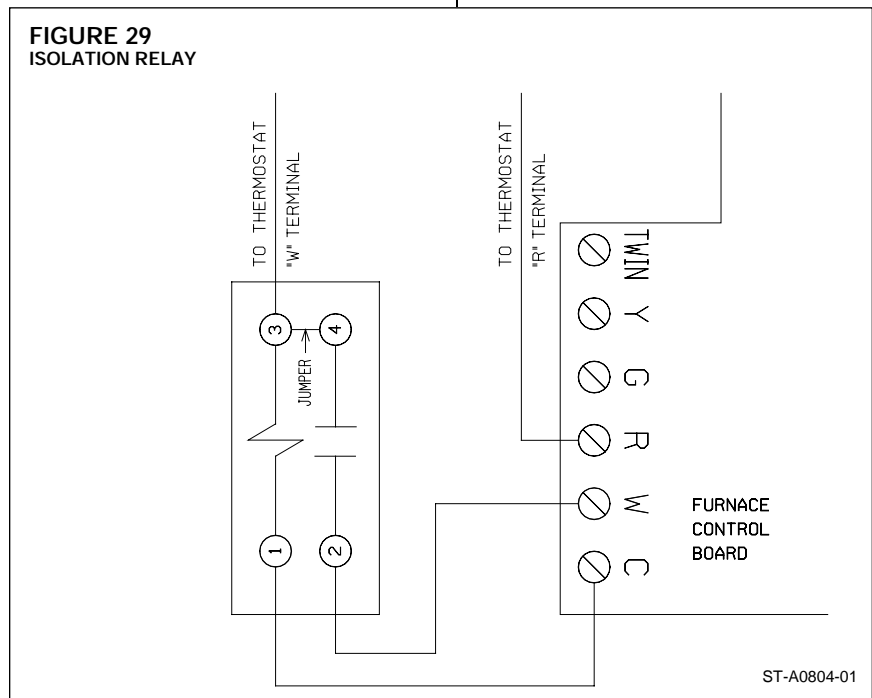 FIGURE 29
ISOLATION RELAY
TO THERMOSTAT
"W" TERMINAL
TO THERMOSTAT
"R" TERMINAL
3
4
JUMPER
1
2
TWIN
Y
G
R
W
C
FURNACE
CONTROL
BOARD
ST-A0804-01